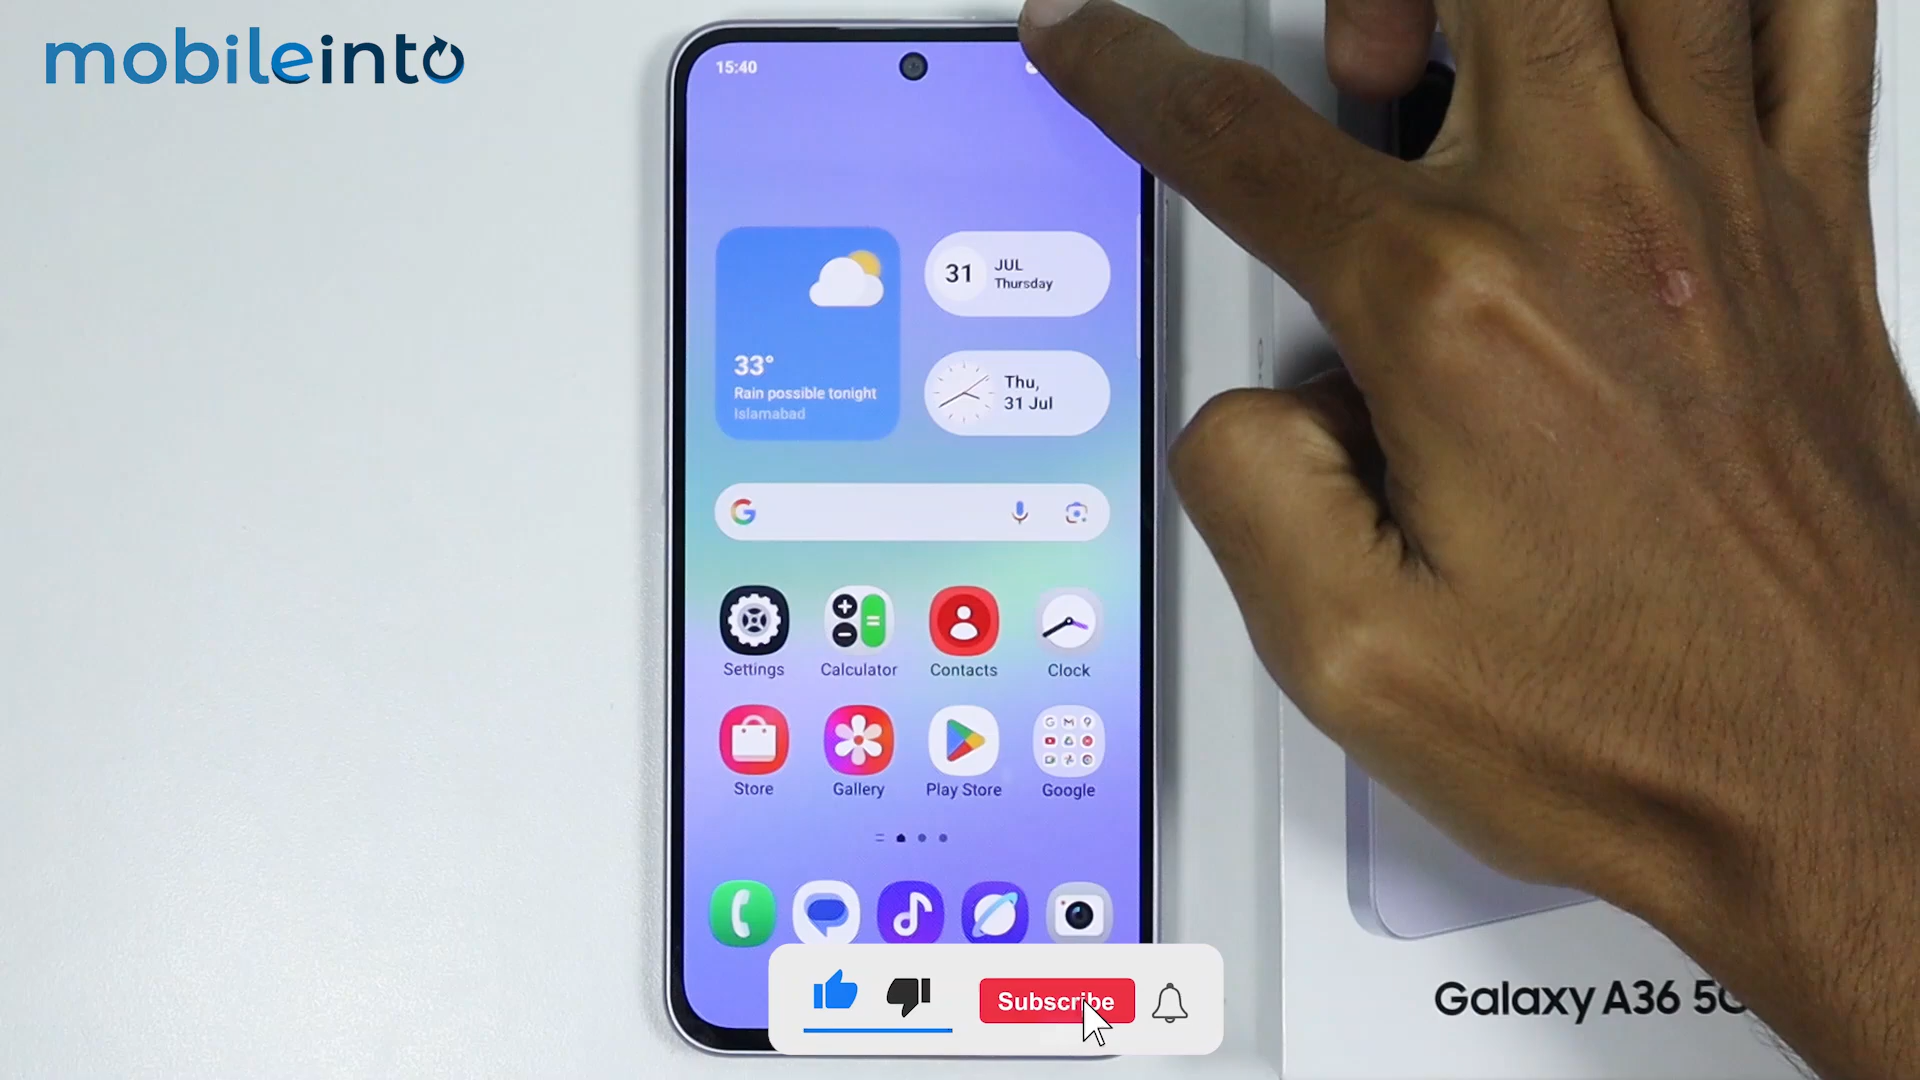 mobileinto
15:40
31
JUL
Thursday
33°
Rain possible tonight
Islamabad
Thu,
31 Jul
Settings
Calculator
Contacts
Clock
Store
Gallery
Play Store
Google
Subscribe
Galaxy A36 5G